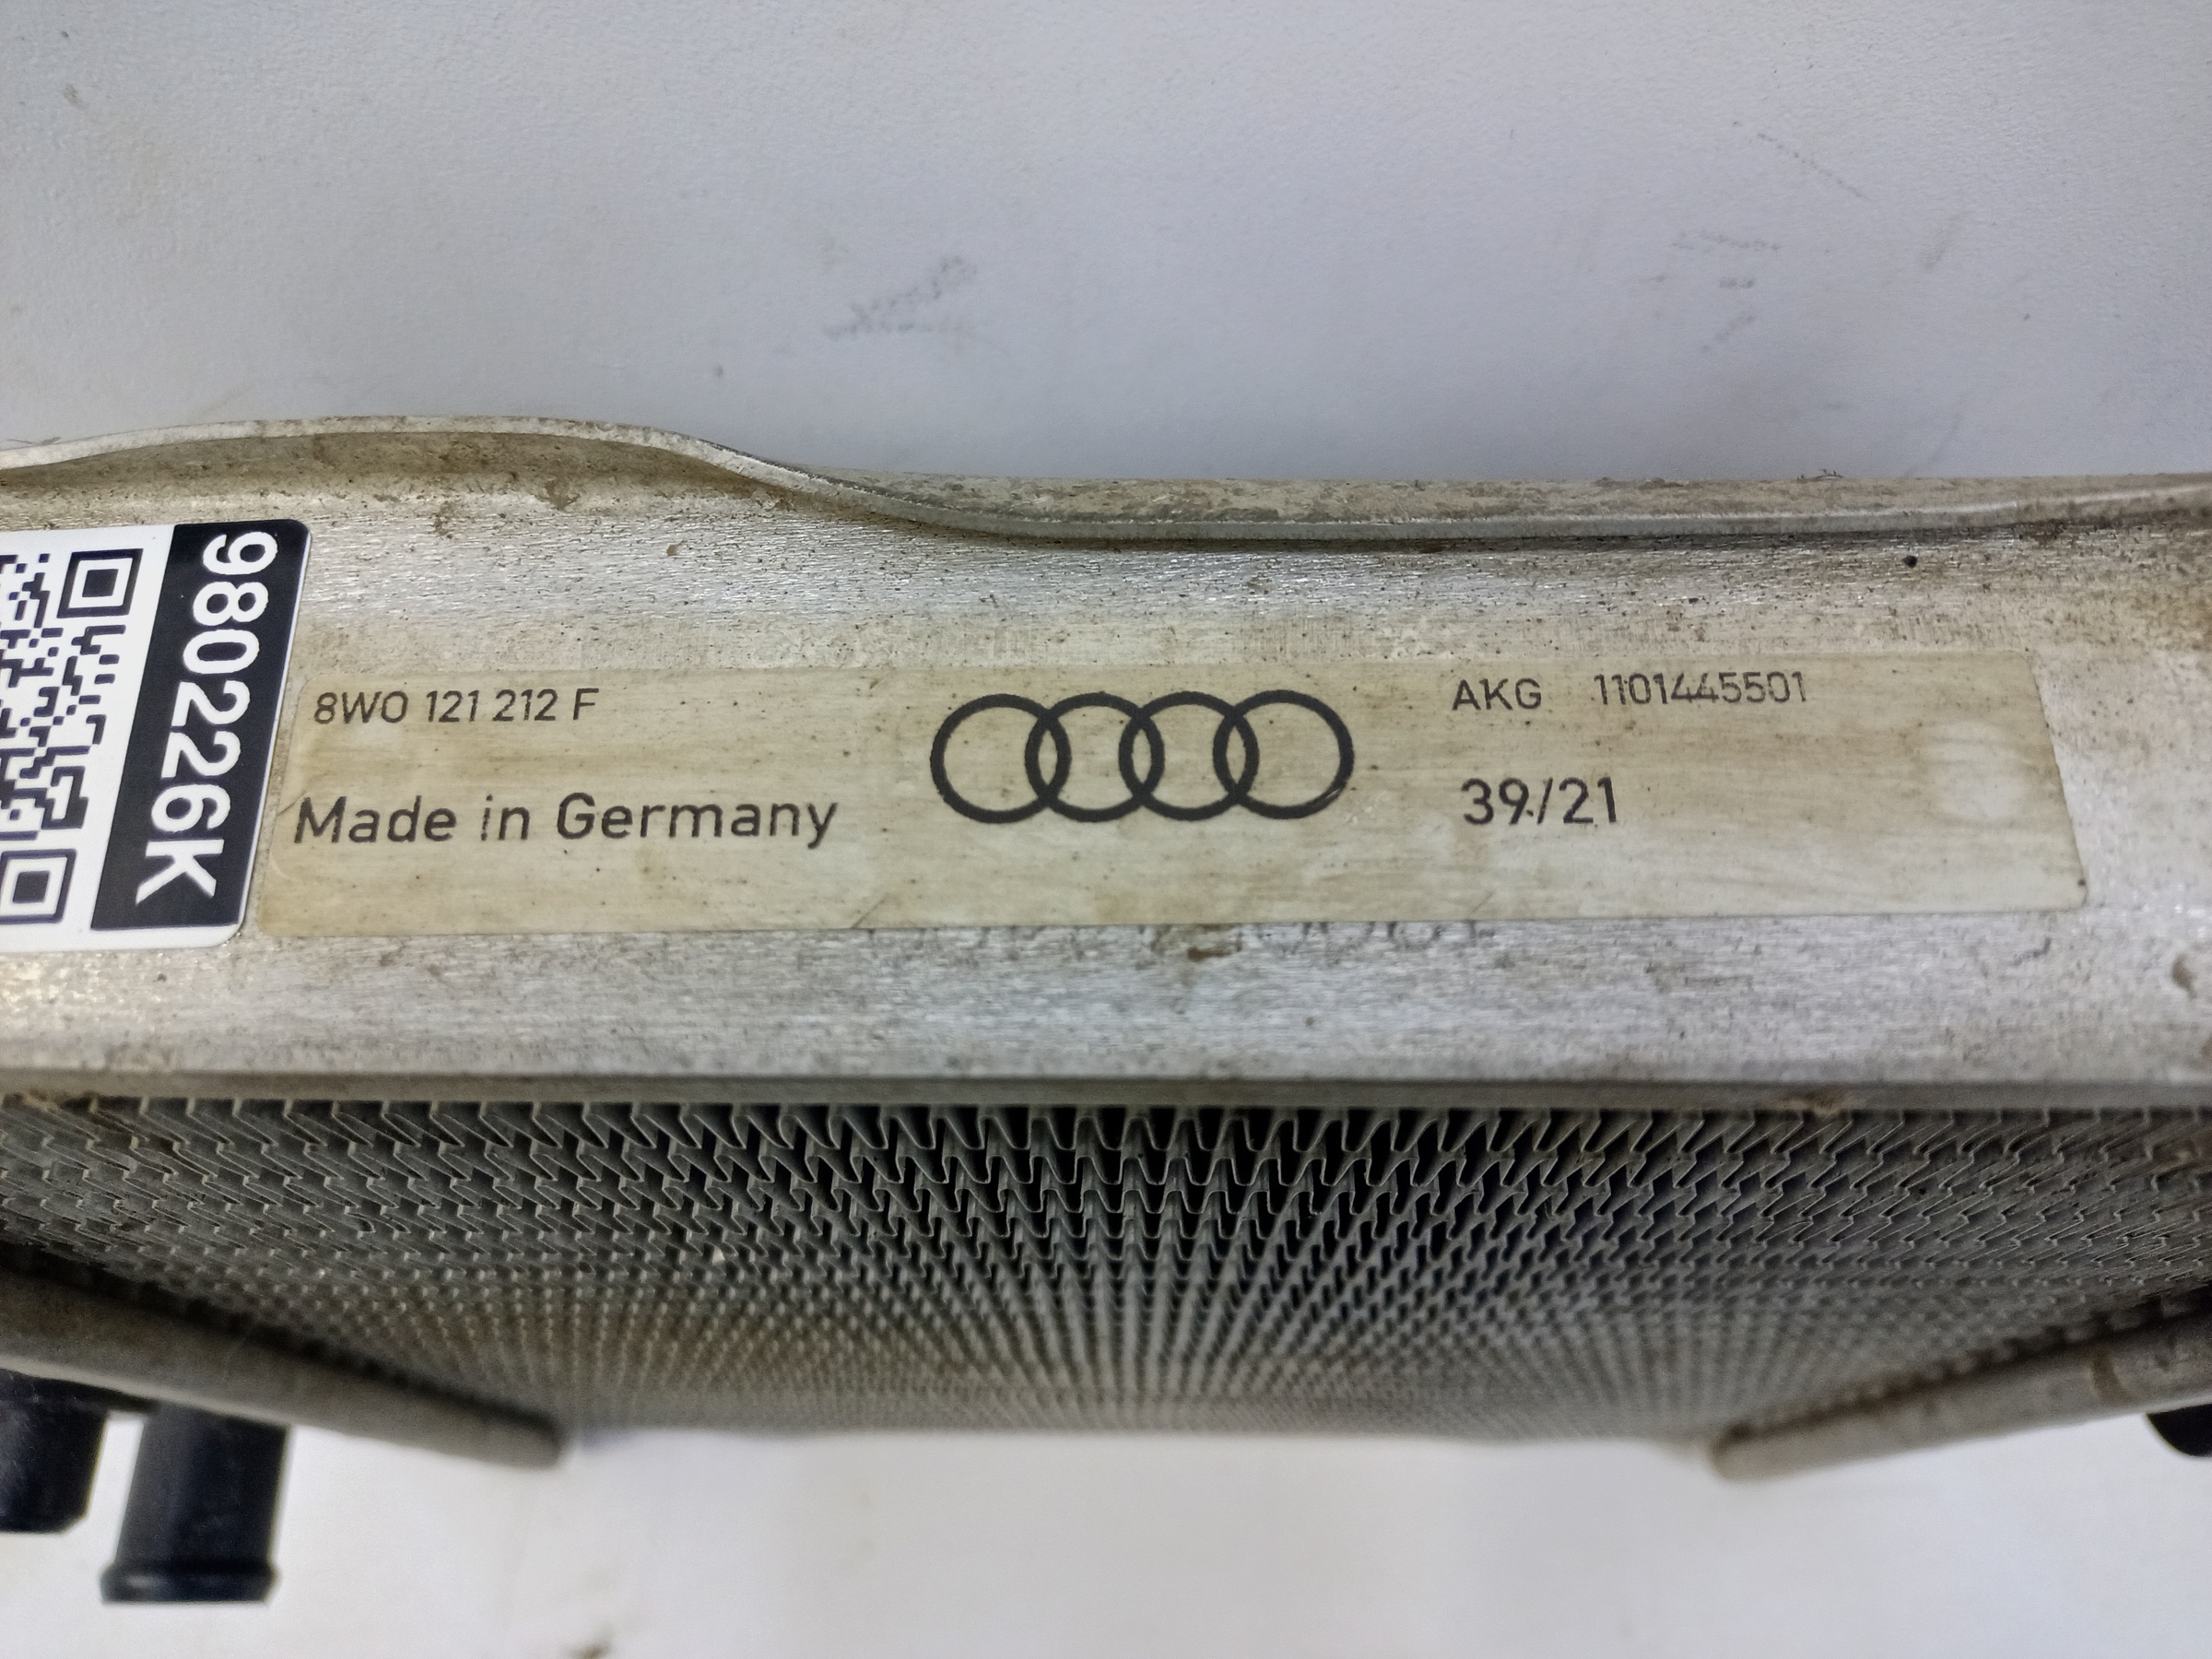 980226K
8W0 121 212 F
Made in Germany
AKG 1101445501
39/21